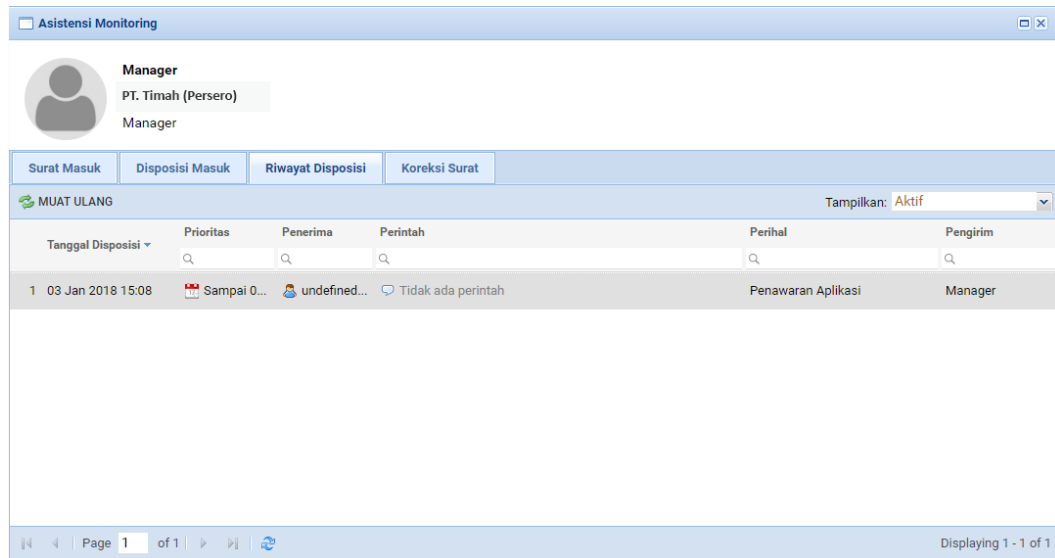 Asistensi Monitoring
Manager
PT. Timah (Persero)
Manager
Surat Masuk Disposisi Masuk Riwayat Disposisi Koreksi Surat
MUAT ULANG Tampilkan: Aktif
Tanggal Disposisi Prioritas Penerima Perintah Perihal Pengirim
1 03 Jan 2018 15:08 Sampai 0... undefined... Tidak ada perintah Penawaran Aplikasi Manager
Page 1 of 1 Displaying 1 - 1 of 1